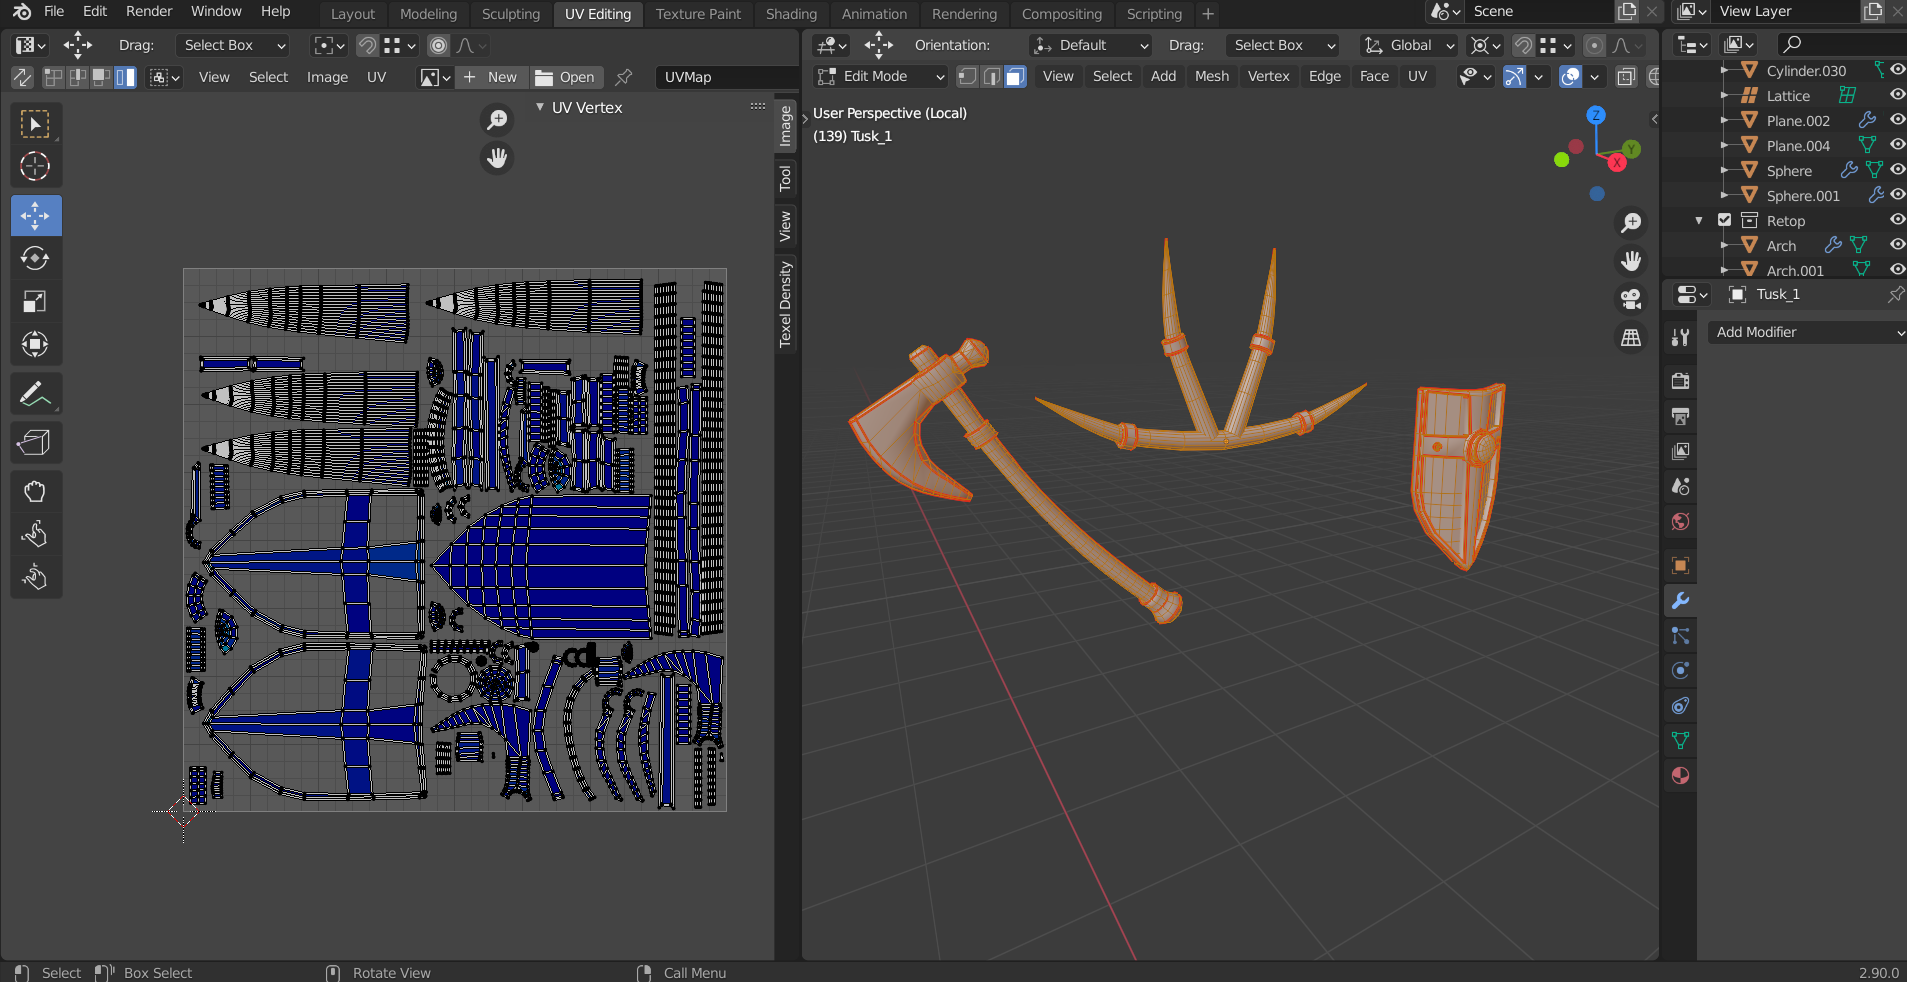 File Edit Render Window Help Layout Modeling Sculpting UV Editing Texture Paint Shading Animation Rendering Compositing Scripting + Scene View Layer
Drag: Select Box
View Select Image UV + New Open UVMap
Orientation: Default Drag: Select Box Global
Edit Mode View Select Add Mesh Vertex Edge Face UV
UV Vertex
Image
Tool
View
Texel Density
User Perspective (Local)
(139) Tusk_1
Z
Y
X
Cylinder.030
Lattice
Plane.002
Plane.004
Sphere
Sphere.001
Retop
Arch
Arch.001
Tusk_1
Add Modifier
Select Box Select Rotate View Call Menu 2.90.0